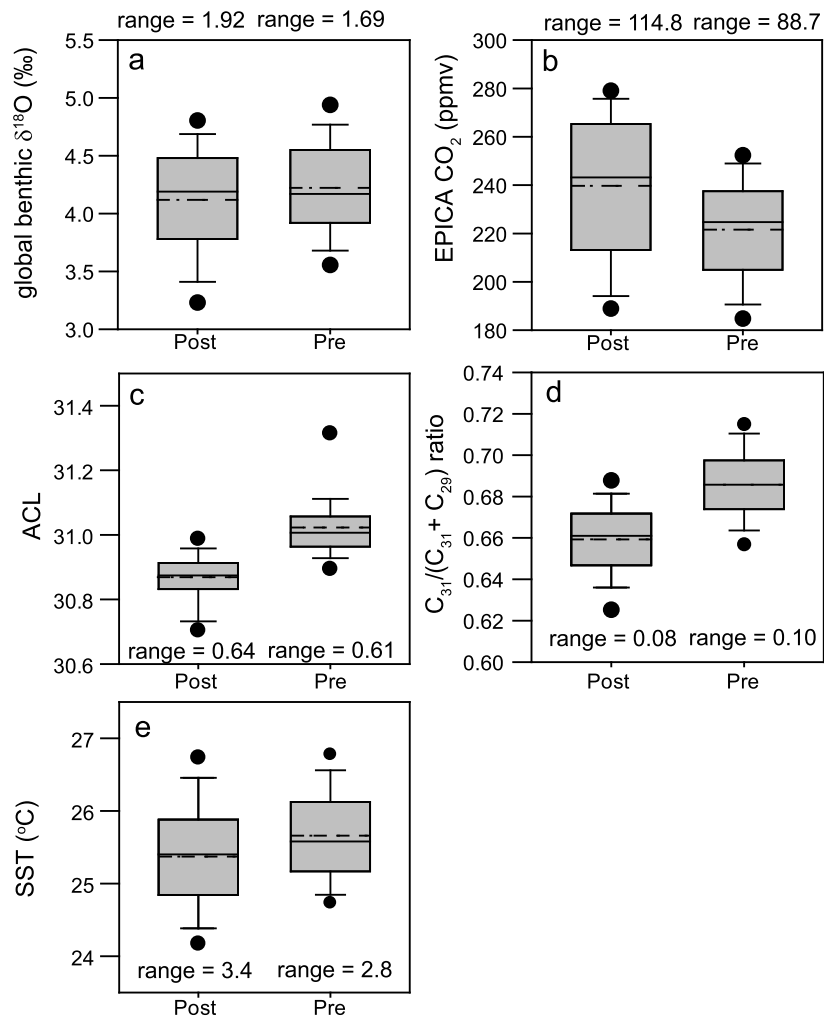 range = 1.92 range = 1.69
a
global benthic δ¹⁸O (‰)
5.5
5.0
4.5
4.0
3.5
3.0
Post Pre
range = 114.8 range = 88.7
b
EPICA CO₂ (ppmv)
300
280
260
240
220
200
180
Post Pre
c
ACL
31.4
31.2
31.0
30.8
30.6
range = 0.64 range = 0.61
Post Pre
d
C₃₁/(C₃₁ + C₂₉) ratio
0.74
0.72
0.70
0.68
0.66
0.64
0.62
0.60
range = 0.08 range = 0.10
Post Pre
e
SST (°C)
27
26
25
24
range = 3.4 range = 2.8
Post Pre